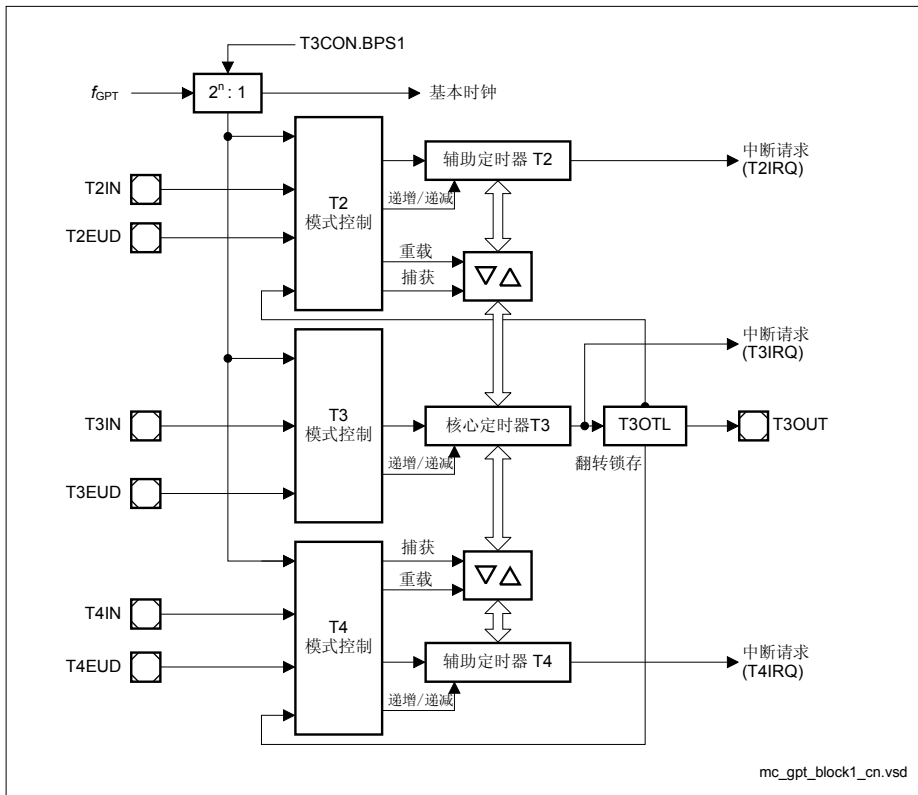 T3CON.BPS1
fGPT
2ⁿ : 1
基本时钟
T2IN
T2EUD
T2
模式控制
辅助定时器 T2
递增/递减
重载
捕获
▽△
中断请求
(T2IRQ)
中断请求
(T3IRQ)
T3IN
T3EUD
T3
模式控制
核心定时器T3
递增/递减
T3OTL
翻转锁存
T3OUT
T4IN
T4EUD
T4
模式控制
捕获
重载
▽△
辅助定时器 T4
递增/递减
中断请求
(T4IRQ)
mc_gpt_block1_cn.vsd